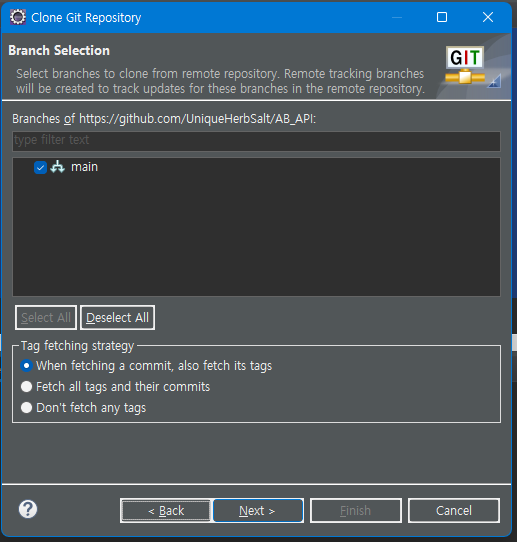 Clone Git Repository
Branch Selection
Select branches to clone from remote repository. Remote tracking branches
will be created to track updates for these branches in the remote repository.
GIT
Branches of https://github.com/UniqueHerbSalt/AB_API:
type filter text
main
Select All
Deselect All
Tag fetching strategy
When fetching a commit, also fetch its tags
Fetch all tags and their commits
Don't fetch any tags
?
< Back
Next >
Finish
Cancel